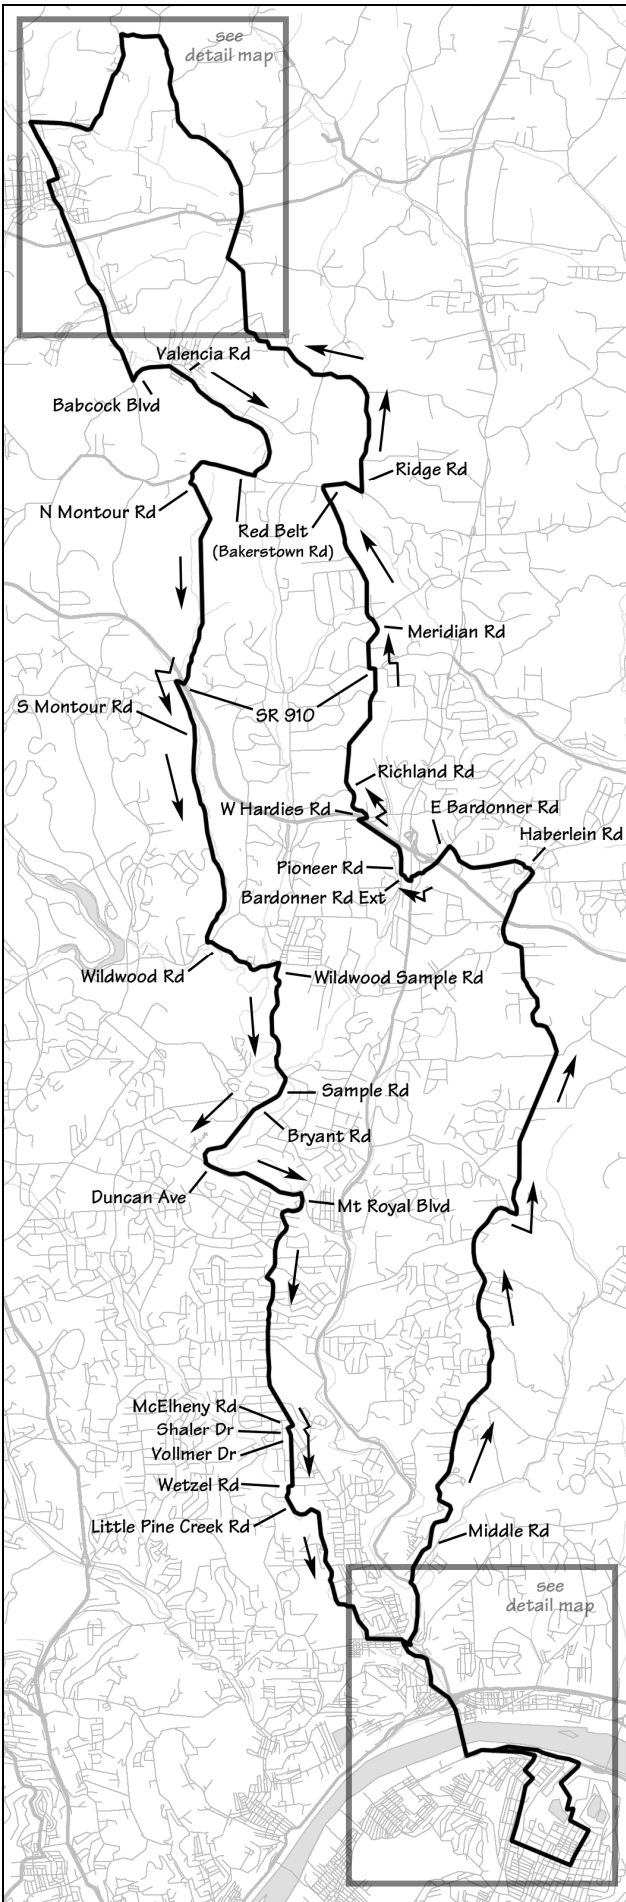 see
detail map
Valencia Rd
Babcock Blvd
Ridge Rd
N Montour Rd
Red Belt
(Bakerstown Rd)
Meridian Rd
S Montour Rd
SR 910
Richland Rd
W Hardies Rd
E Bardonner Rd
Haberlein Rd
Pioneer Rd
Bardonner Rd Ext
Wildwood Rd
Wildwood Sample Rd
Sample Rd
Bryant Rd
Duncan Ave
Mt Royal Blvd
McElheny Rd
Shaler Dr
Vollmer Dr
Wetzel Rd
Little Pine Creek Rd
Middle Rd
see
detail map